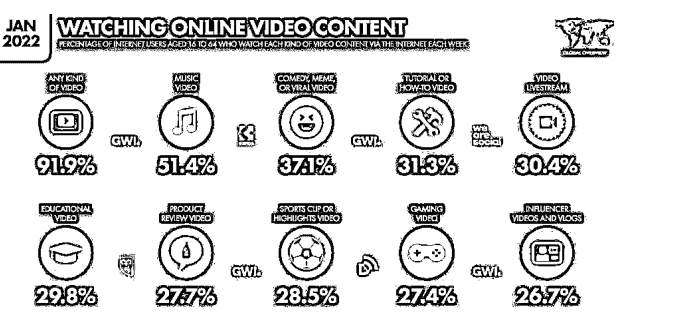 JAN
2022
WATCHING ONLINE VIDEO CONTENT
PERCENTAGE OF INTERNET USERS AGED 16 TO 64 WHO WATCH EACH KIND OF VIDEO CONTENT VIA THE INTERNET EACH WEEK
GLOBAL OVERVIEW
ANY KIND
OF VIDEO
MUSIC
VIDEO
COMEDY, MEME,
OR VIRAL VIDEO
TUTORIAL OR
HOW-TO VIDEO
VIDEO
LIVESTREAM
GWI.
GWI.
we
are.
social
91.9%
51.4%
37.1%
31.3%
30.4%
EDUCATIONAL
VIDEO
PRODUCT
REVIEW VIDEO
SPORTS CLIP OR
HIGHLIGHTS VIDEO
GAMING
VIDEO
INFLUENCER
VIDEOS AND VLOGS
GWI.
GWI.
29.8%
27.7%
28.5%
27.4%
26.7%